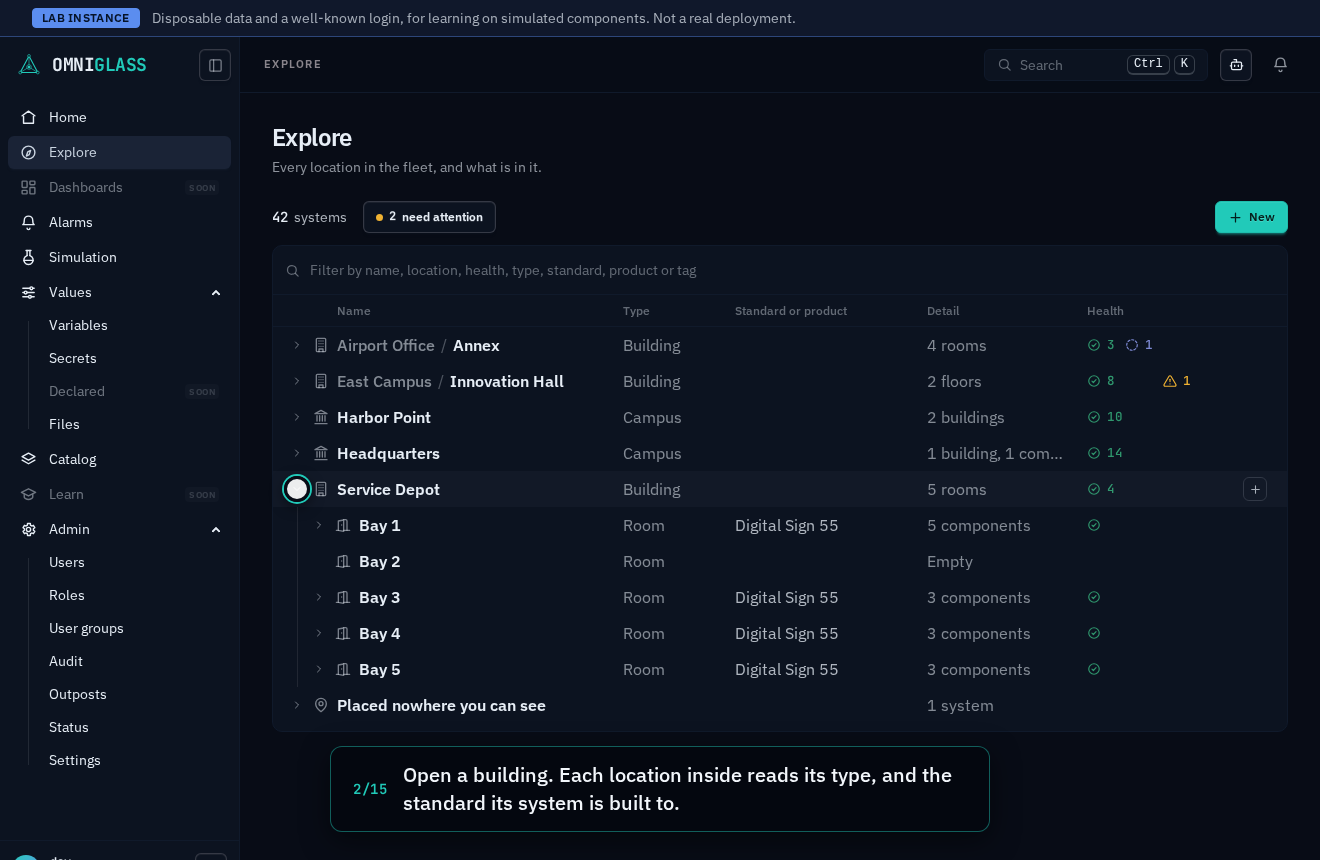 LAB INSTANCE Disposable data and a well-known login, for learning on simulated components. Not a real deployment.
OMNIGLASS
EXPLORE
Search Ctrl K
Home
Explore
Dashboards SOON
Alarms
Simulation
Values
Variables
Secrets
Declared SOON
Files
Catalog
Learn SOON
Admin
Users
Roles
User groups
Audit
Outposts
Status
Settings
Explore
Every location in the fleet, and what is in it.
42 systems 2 need attention New
Filter by name, location, health, type, standard, product or tag
Name Type Standard or product Detail Health
Airport Office / Annex Building 4 rooms 3 1
East Campus / Innovation Hall Building 2 floors 8 1
Harbor Point Campus 2 buildings 10
Headquarters Campus 1 building, 1 com… 14
Service Depot Building 5 rooms 4
Bay 1 Room Digital Sign 55 5 components
Bay 2 Room Empty
Bay 3 Room Digital Sign 55 3 components
Bay 4 Room Digital Sign 55 3 components
Bay 5 Room Digital Sign 55 3 components
Placed nowhere you can see 1 system
2/15 Open a building. Each location inside reads its type, and the
standard its system is built to.